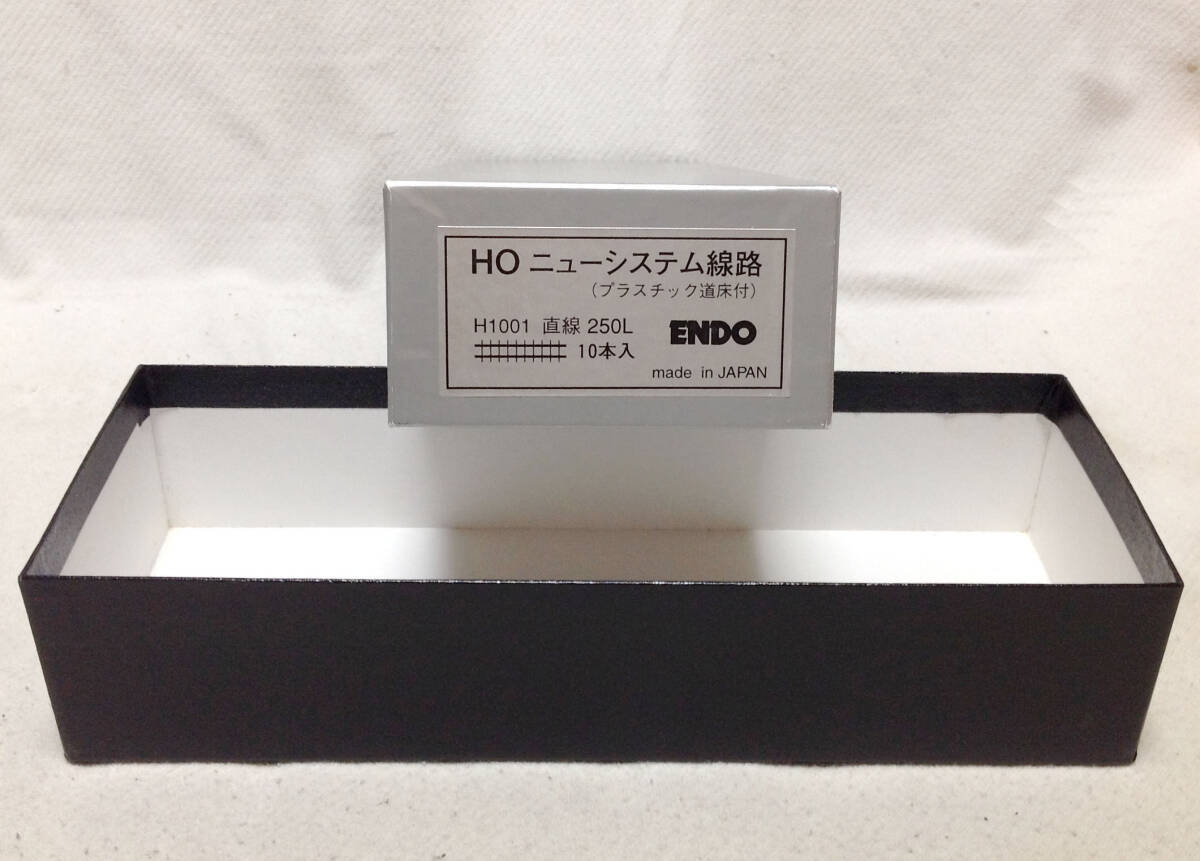 HO ニューシステム線路
(プラスチック道床付)
H1001 直線 250L ENDO
10本入
made in JAPAN